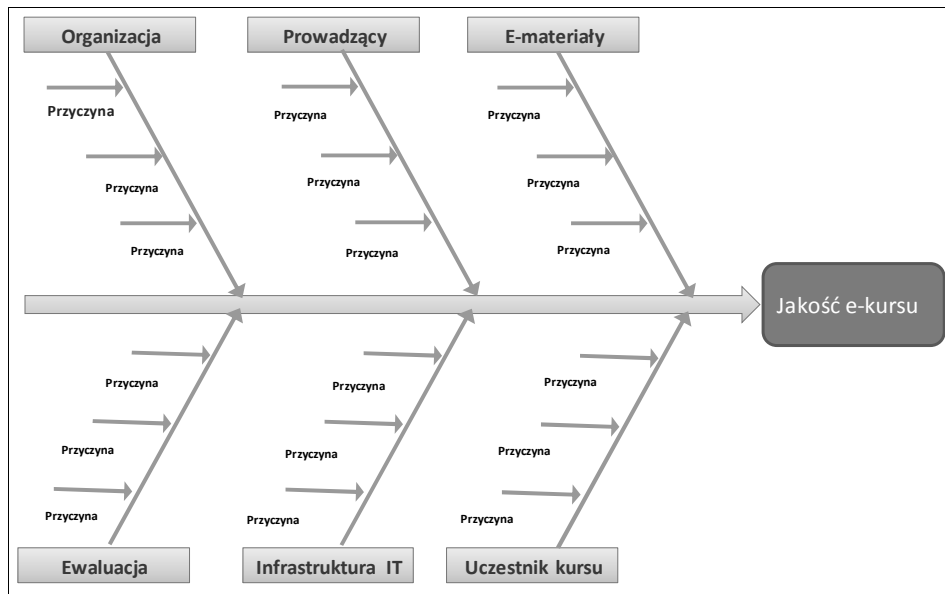 Organizacja
Prowadzący
E-materiały
Przyczyna
Przyczyna
Przyczyna
Przyczyna
Przyczyna
Przyczyna
Przyczyna
Przyczyna
Przyczyna
Jakość e-kursu
Przyczyna
Przyczyna
Przyczyna
Przyczyna
Przyczyna
Przyczyna
Przyczyna
Przyczyna
Przyczyna
Ewaluacja
Infrastruktura IT
Uczestnik kursu